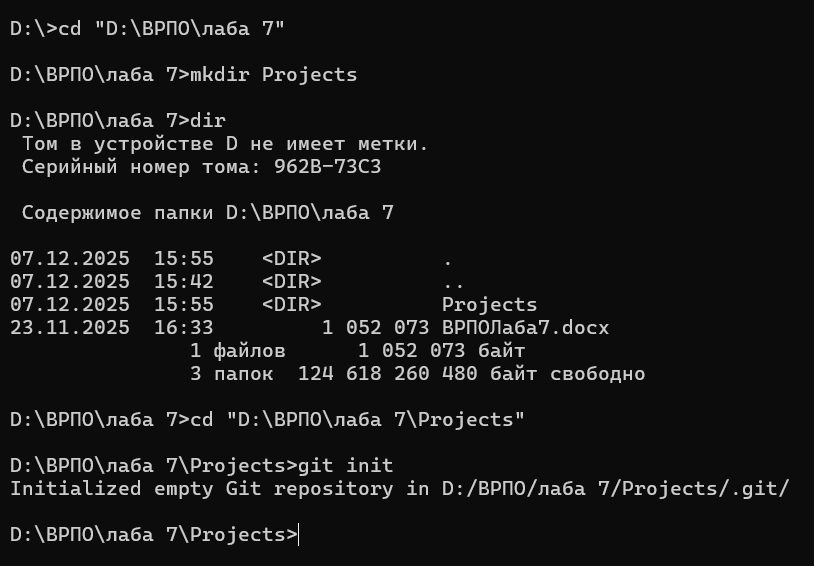 D:\>cd "D:\ВРПО\лаба 7"
D:\ВРПО\лаба 7>mkdir Projects
D:\ВРПО\лаба 7>dir
Том в устройстве D не имеет метки.
Серийный номер тома: 962B-73C3
Содержимое папки D:\ВРПО\лаба 7
07.12.2025  15:55    <DIR>          .
07.12.2025  15:42    <DIR>          ..
07.12.2025  15:55    <DIR>          Projects
23.11.2025  16:33         1 052 073 ВРПОЛаба7.docx
1 файлов      1 052 073 байт
3 папок  124 618 260 480 байт свободно
D:\ВРПО\лаба 7>cd "D:\ВРПО\лаба 7\Projects"
D:\ВРПО\лаба 7\Projects>git init
Initialized empty Git repository in D:/ВРПО/лаба 7/Projects/.git/
D:\ВРПО\лаба 7\Projects>